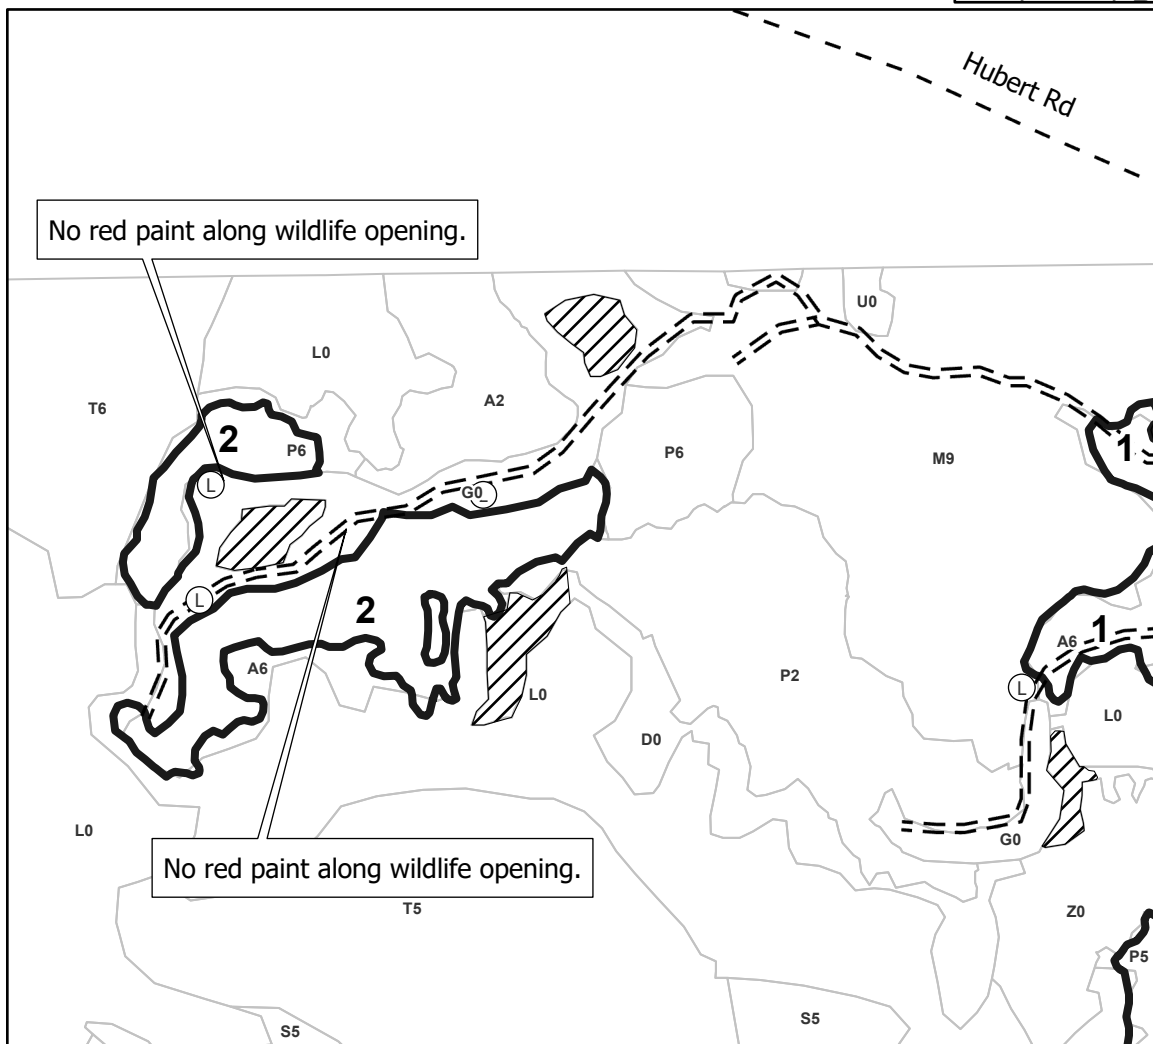 Hubert Rd
No red paint along wildlife opening.
U0
L0
A2
T6
2
P6
P6
M9
1
L
G0
L
2
1
A6
A6
P2
L
L0
L0
D0
L0
G0
No red paint along wildlife opening.
T5
Z0
P5
S5
S5